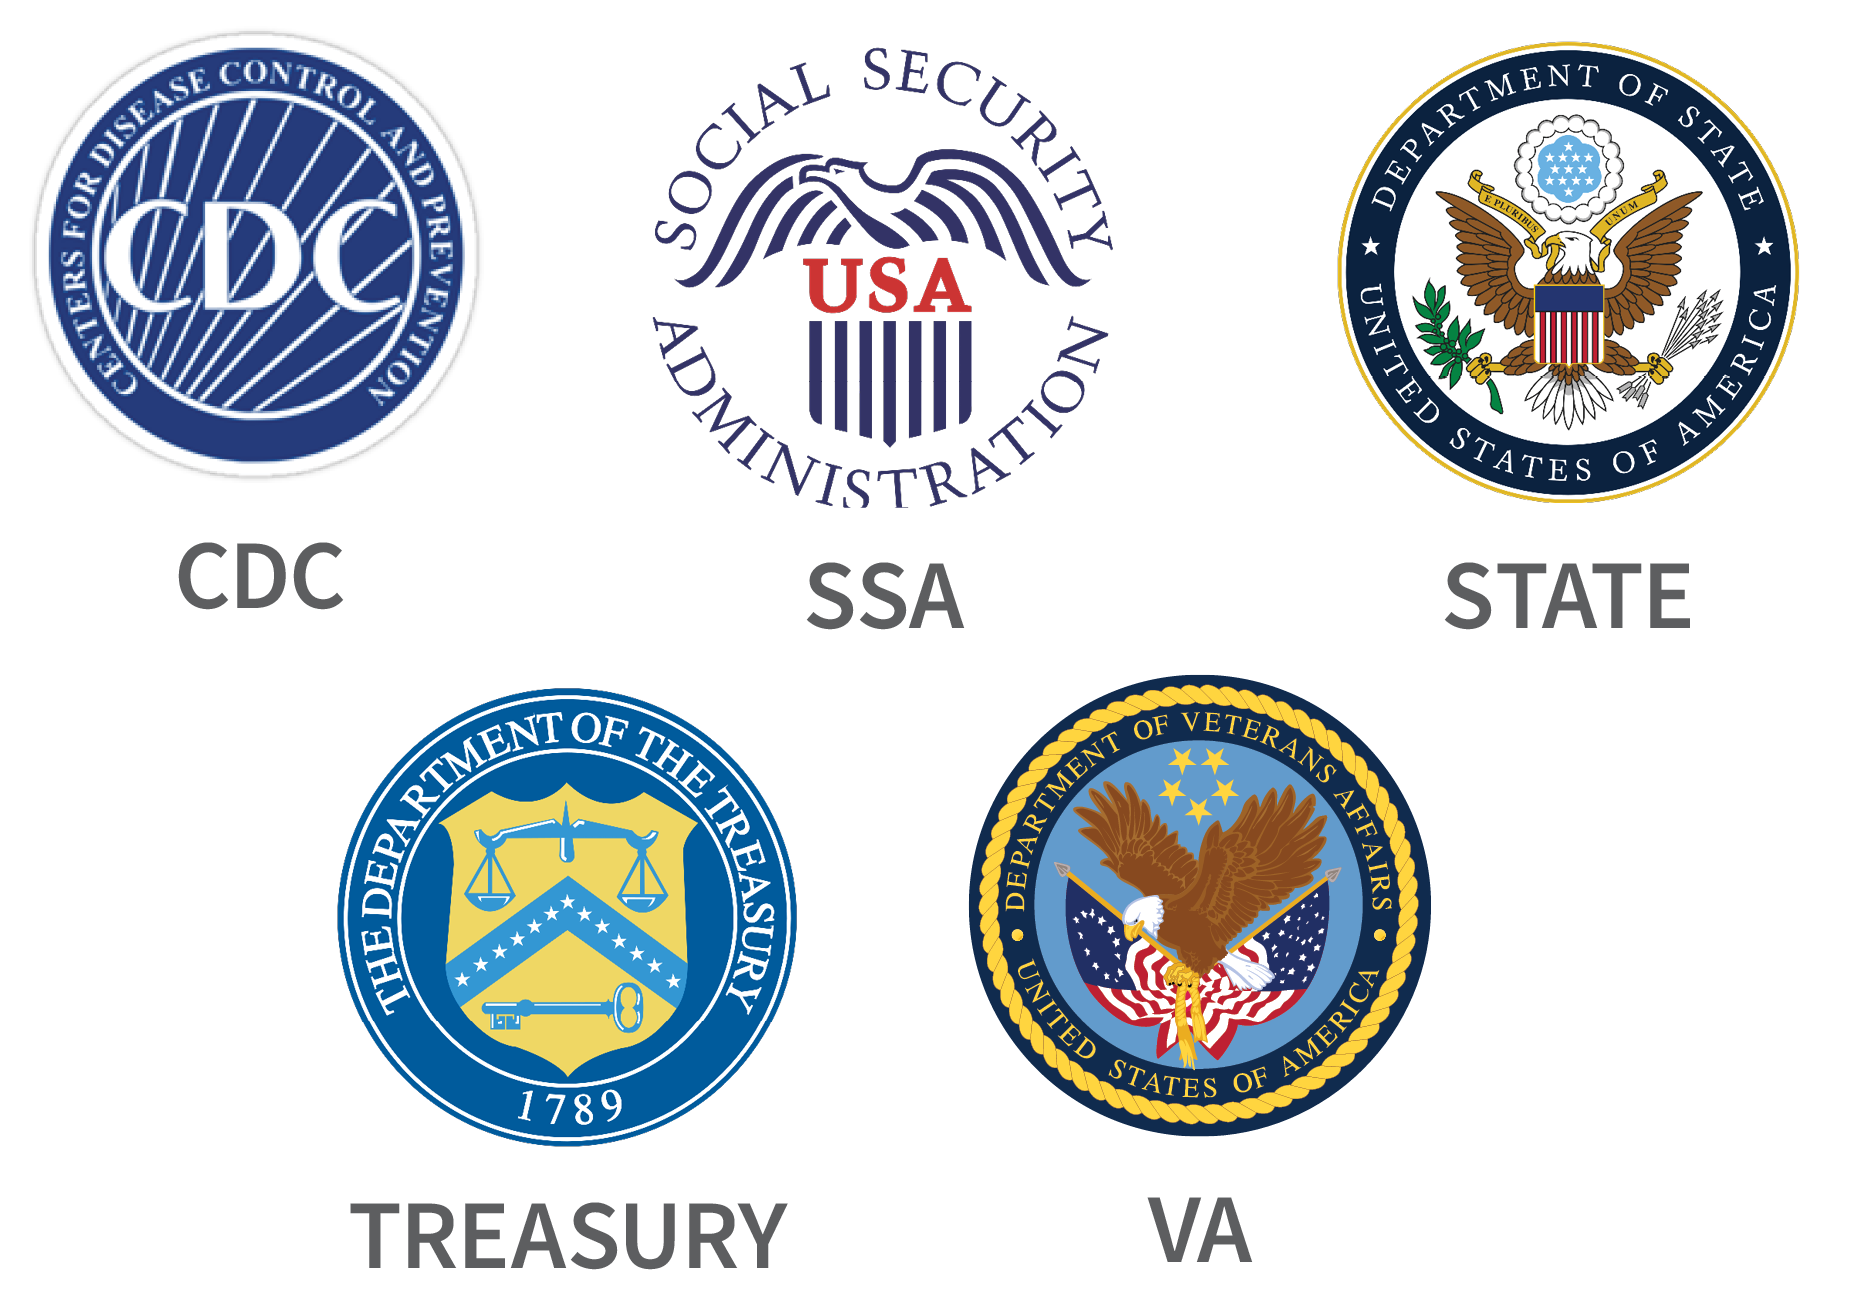 CENTERS FOR DISEASE CONTROL AND PREVENTION
CDC
SOCIAL SECURITY
USA
ADMINISTRATION
DEPARTMENT OF STATE
E PLURIBUS UNUM
★ UNITED STATES OF AMERICA ★
CDC
SSA
STATE
THE DEPARTMENT OF THE TREASURY
1789
DEPARTMENT OF VETERANS AFFAIRS
UNITED STATES OF AMERICA
TREASURY
VA